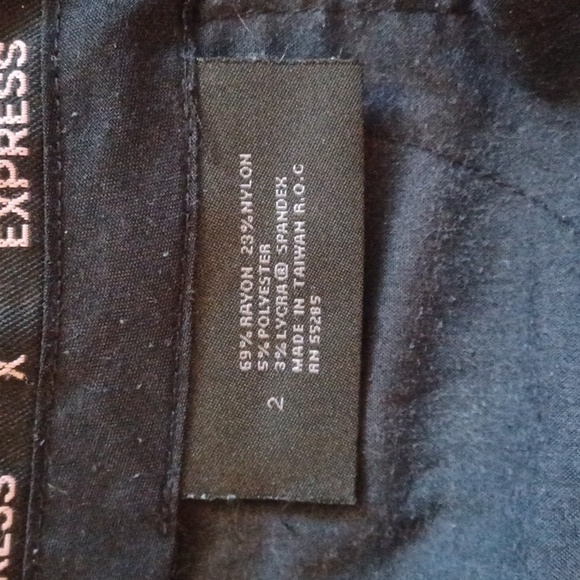 EXPRESS
X
RESS
69% RAYON 23% NYLON
5% POLYESTER
3% LYCRA® SPANDEX
MADE IN TAIWAN R.O.C
RN 55285
2